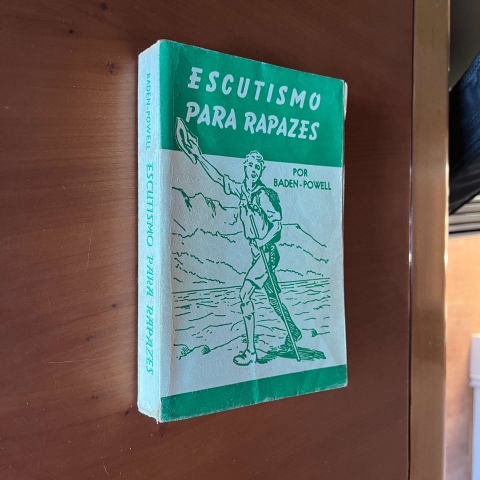 ESCUTISMO
PARA RAPAZES
POR
BADEN-POWELL
BADEN-POWELL ESCUTISMO PARA RAPAZES